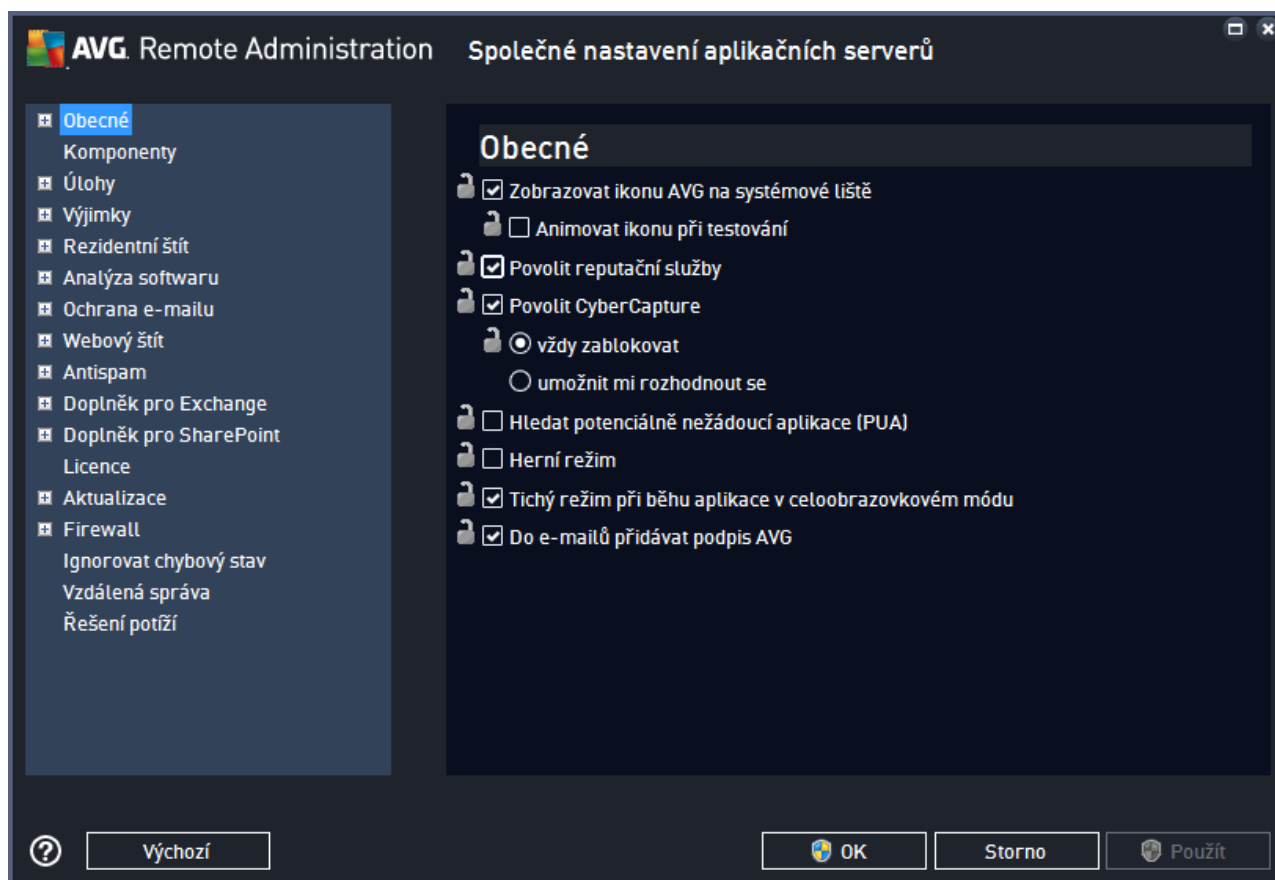 AVG. Remote Administration
Společné nastavení aplikačních serverů
Obecné
Komponenty
Úlohy
Výjimky
Rezidentní štít
Analýza softwaru
Ochrana e-mailu
Webový štít
Antispam
Doplněk pro Exchange
Doplněk pro SharePoint
Licence
Aktualizace
Firewall
Ignorovat chybový stav
Vzdálená správa
Řešení potíží
Obecné
Zobrazovat ikonu AVG na systémové liště
Animovat ikonu při testování
Povolit reputační služby
Povolit CyberCapture
vždy zablokovat
umožnit mi rozhodnout se
Hledat potenciálně nežádoucí aplikace (PUA)
Herní režim
Tichý režim při běhu aplikace v celoobrazovkovém módu
Do e-mailů přidávat podpis AVG
Výchozí
OK
Storno
Použít